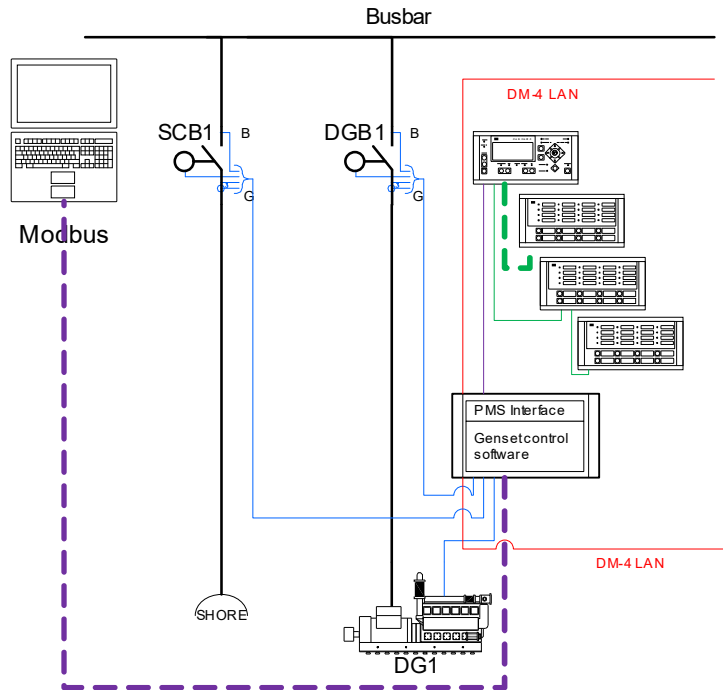 Busbar
DM-4 LAN
SCB1
B
DGB1
B
G
G
Modbus
PMS Interface
Gensetcontrol
software
DM-4 LAN
SHORE
DG1